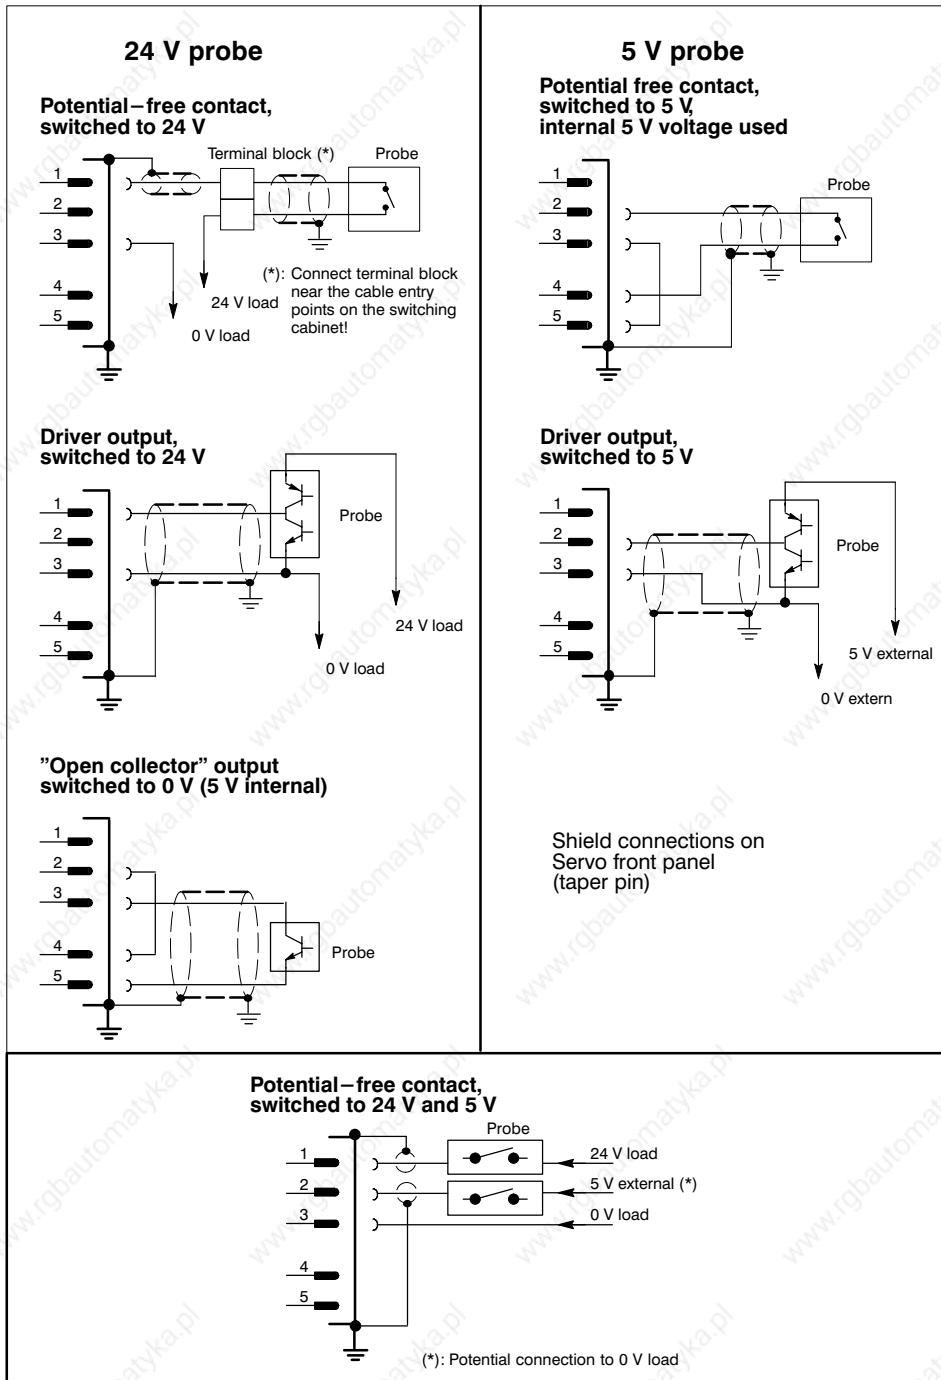 24 V probe
Potential–free contact,
switched to 24 V
Terminal block (*)
Probe
1
2
3
4
5
24 V load
0 V load
(*): Connect terminal block
near the cable entry
points on the switching
cabinet!
Driver output,
switched to 24 V
1
2
3
4
5
Probe
24 V load
0 V load
”Open collector” output
switched to 0 V (5 V internal)
1
2
3
4
5
Probe
5 V probe
Potential free contact,
switched to 5 V,
internal 5 V voltage used
1
2
3
4
5
Probe
Driver output,
switched to 5 V
1
2
3
4
5
Probe
5 V external
0 V extern
Shield connections on
Servo front panel
(taper pin)
Potential–free contact,
switched to 24 V and 5 V
Probe
1
2
3
4
5
24 V load
5 V external (*)
0 V load
(*): Potential connection to 0 V load
www.rgbautomatyka.pl